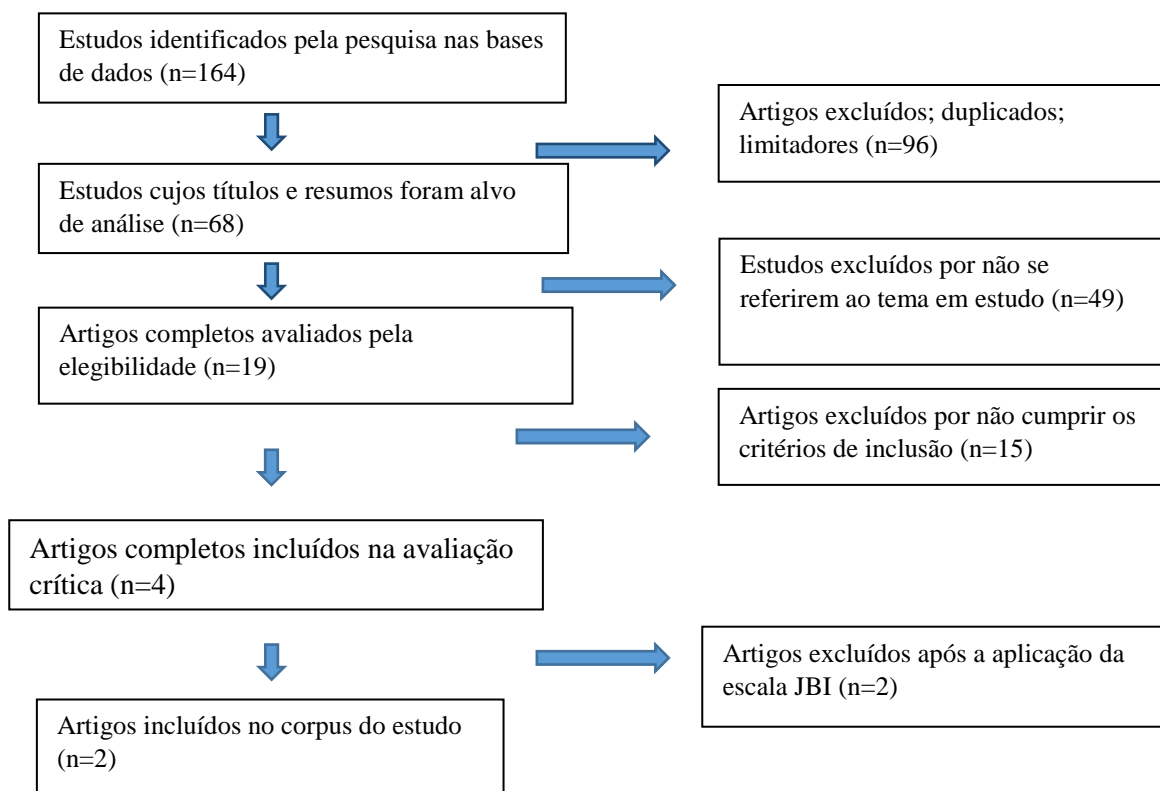 Estudos identificados pela pesquisa nas bases
de dados (n=164)
Artigos excluídos; duplicados;
limitadores (n=96)
Estudos cujos títulos e resumos foram alvo
de análise (n=68)
Estudos excluídos por não se
referirem ao tema em estudo (n=49)
Artigos completos avaliados pela
elegibilidade (n=19)
Artigos excluídos por não cumprir os
critérios de inclusão (n=15)
Artigos completos incluídos na avaliação
crítica (n=4)
Artigos excluídos após a aplicação da
escala JBI (n=2)
Artigos incluídos no corpus do estudo
(n=2)